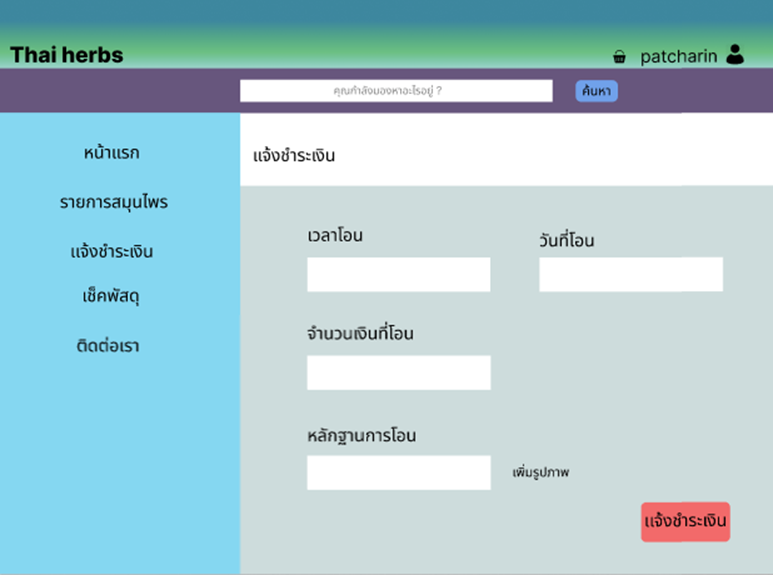 Thai herbs
patcharin
คุณกำลังมองหาอะไรอยู่ ?
ค้นหา
หน้าแรก
รายการสมุนไพร
แจ้งชำระเงิน
เช็คพัสดุ
ติดต่อเรา
แจ้งชำระเงิน
เวลาโอน
วันที่โอน
จำนวนเงินที่โอน
หลักฐานการโอน
เพิ่มรูปภาพ
แจ้งชำระเงิน